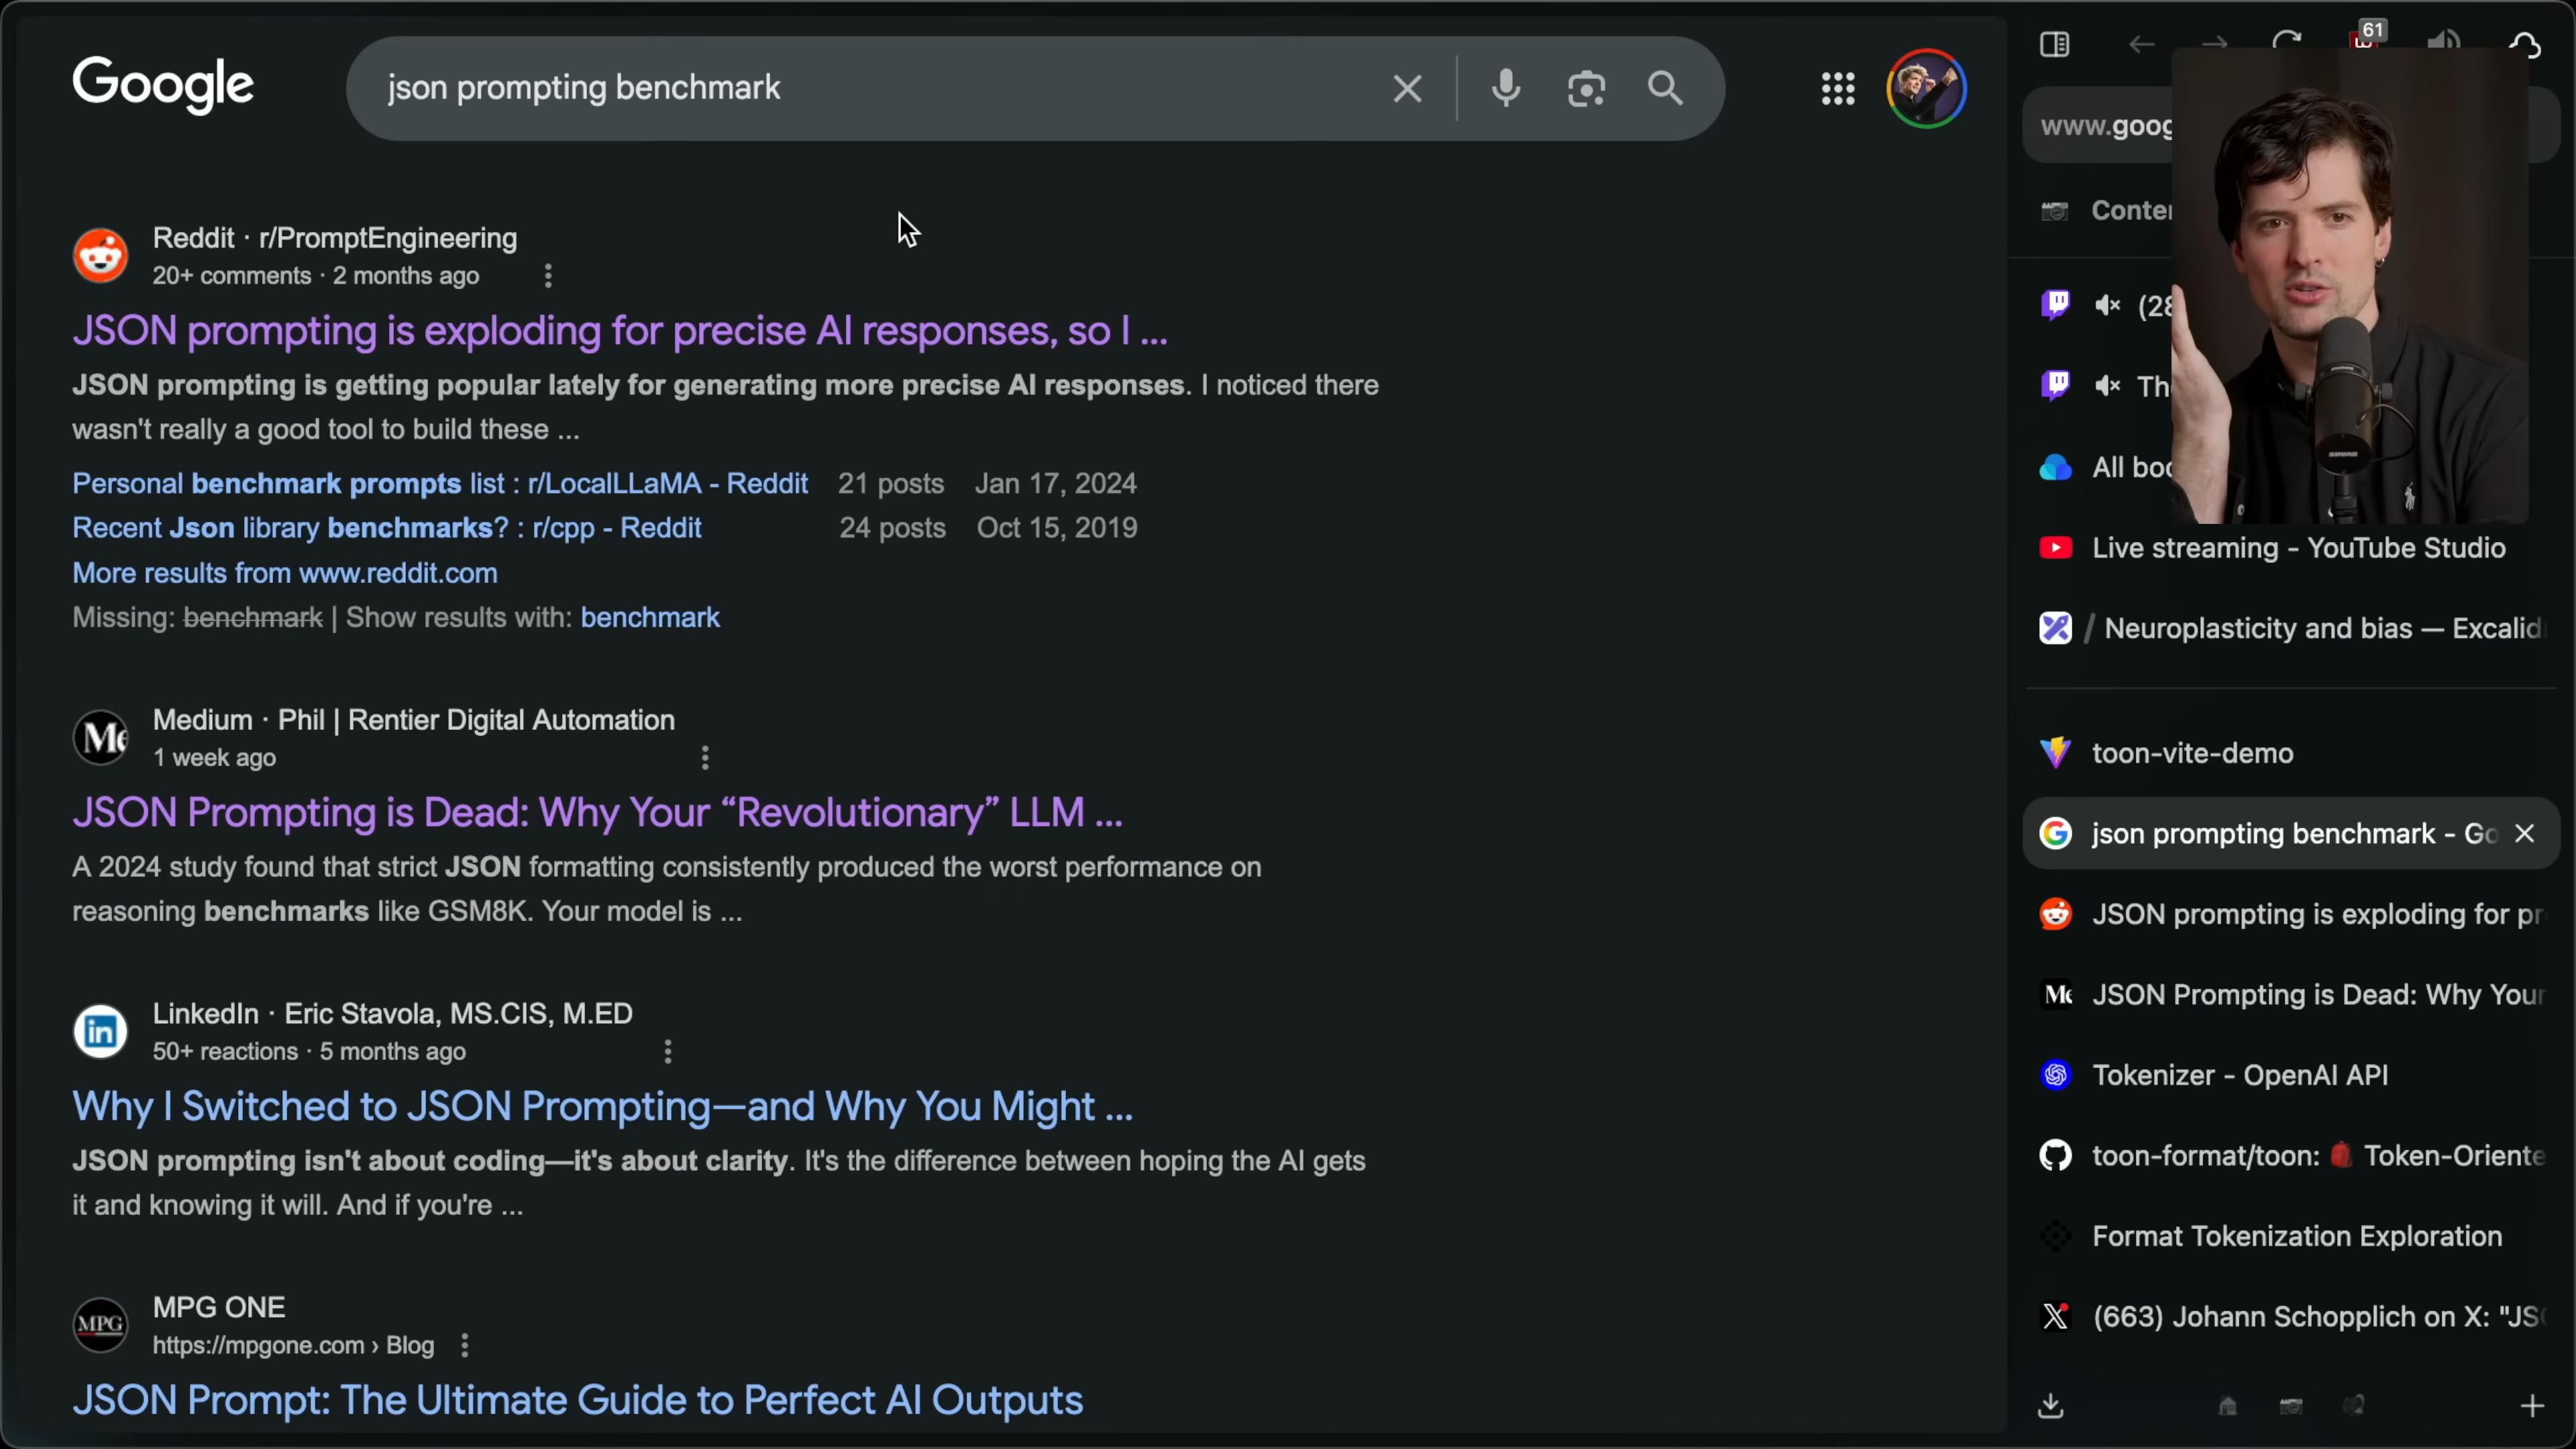 Google
json prompting benchmark
Reddit · r/PromptEngineering
20+ comments · 2 months ago
JSON prompting is exploding for precise AI responses, so I ...
JSON prompting is getting popular lately for generating more precise AI responses. I noticed there
wasn't really a good tool to build these ...
Personal benchmark prompts list : r/LocalLLaMA - Reddit 21 posts Jan 17, 2024
Recent Json library benchmarks? : r/cpp - Reddit 24 posts Oct 15, 2019
More results from www.reddit.com
Missing: benchmark | Show results with: benchmark
Medium · Phil | Rentier Digital Automation
1 week ago
JSON Prompting is Dead: Why Your “Revolutionary” LLM ...
A 2024 study found that strict JSON formatting consistently produced the worst performance on
reasoning benchmarks like GSM8K. Your model is ...
LinkedIn · Eric Stavola, MS.CIS, M.ED
50+ reactions · 5 months ago
Why I Switched to JSON Prompting—and Why You Might ...
JSON prompting isn't about coding—it's about clarity. It's the difference between hoping the AI gets
it and knowing it will. And if you're ...
MPG
MPG ONE
https://mpgone.com › Blog
JSON Prompt: The Ultimate Guide to Perfect AI Outputs
61
www.goog
Conte
(28
Th
All boo
Live streaming - YouTube Studio
/ Neuroplasticity and bias — Excalid
toon-vite-demo
json prompting benchmark - Go
JSON prompting is exploding for pr
JSON Prompting is Dead: Why Your
Tokenizer - OpenAI API
toon-format/toon: 🎒 Token-Oriente
Format Tokenization Exploration
(663) Johann Schopplich on X: "JS